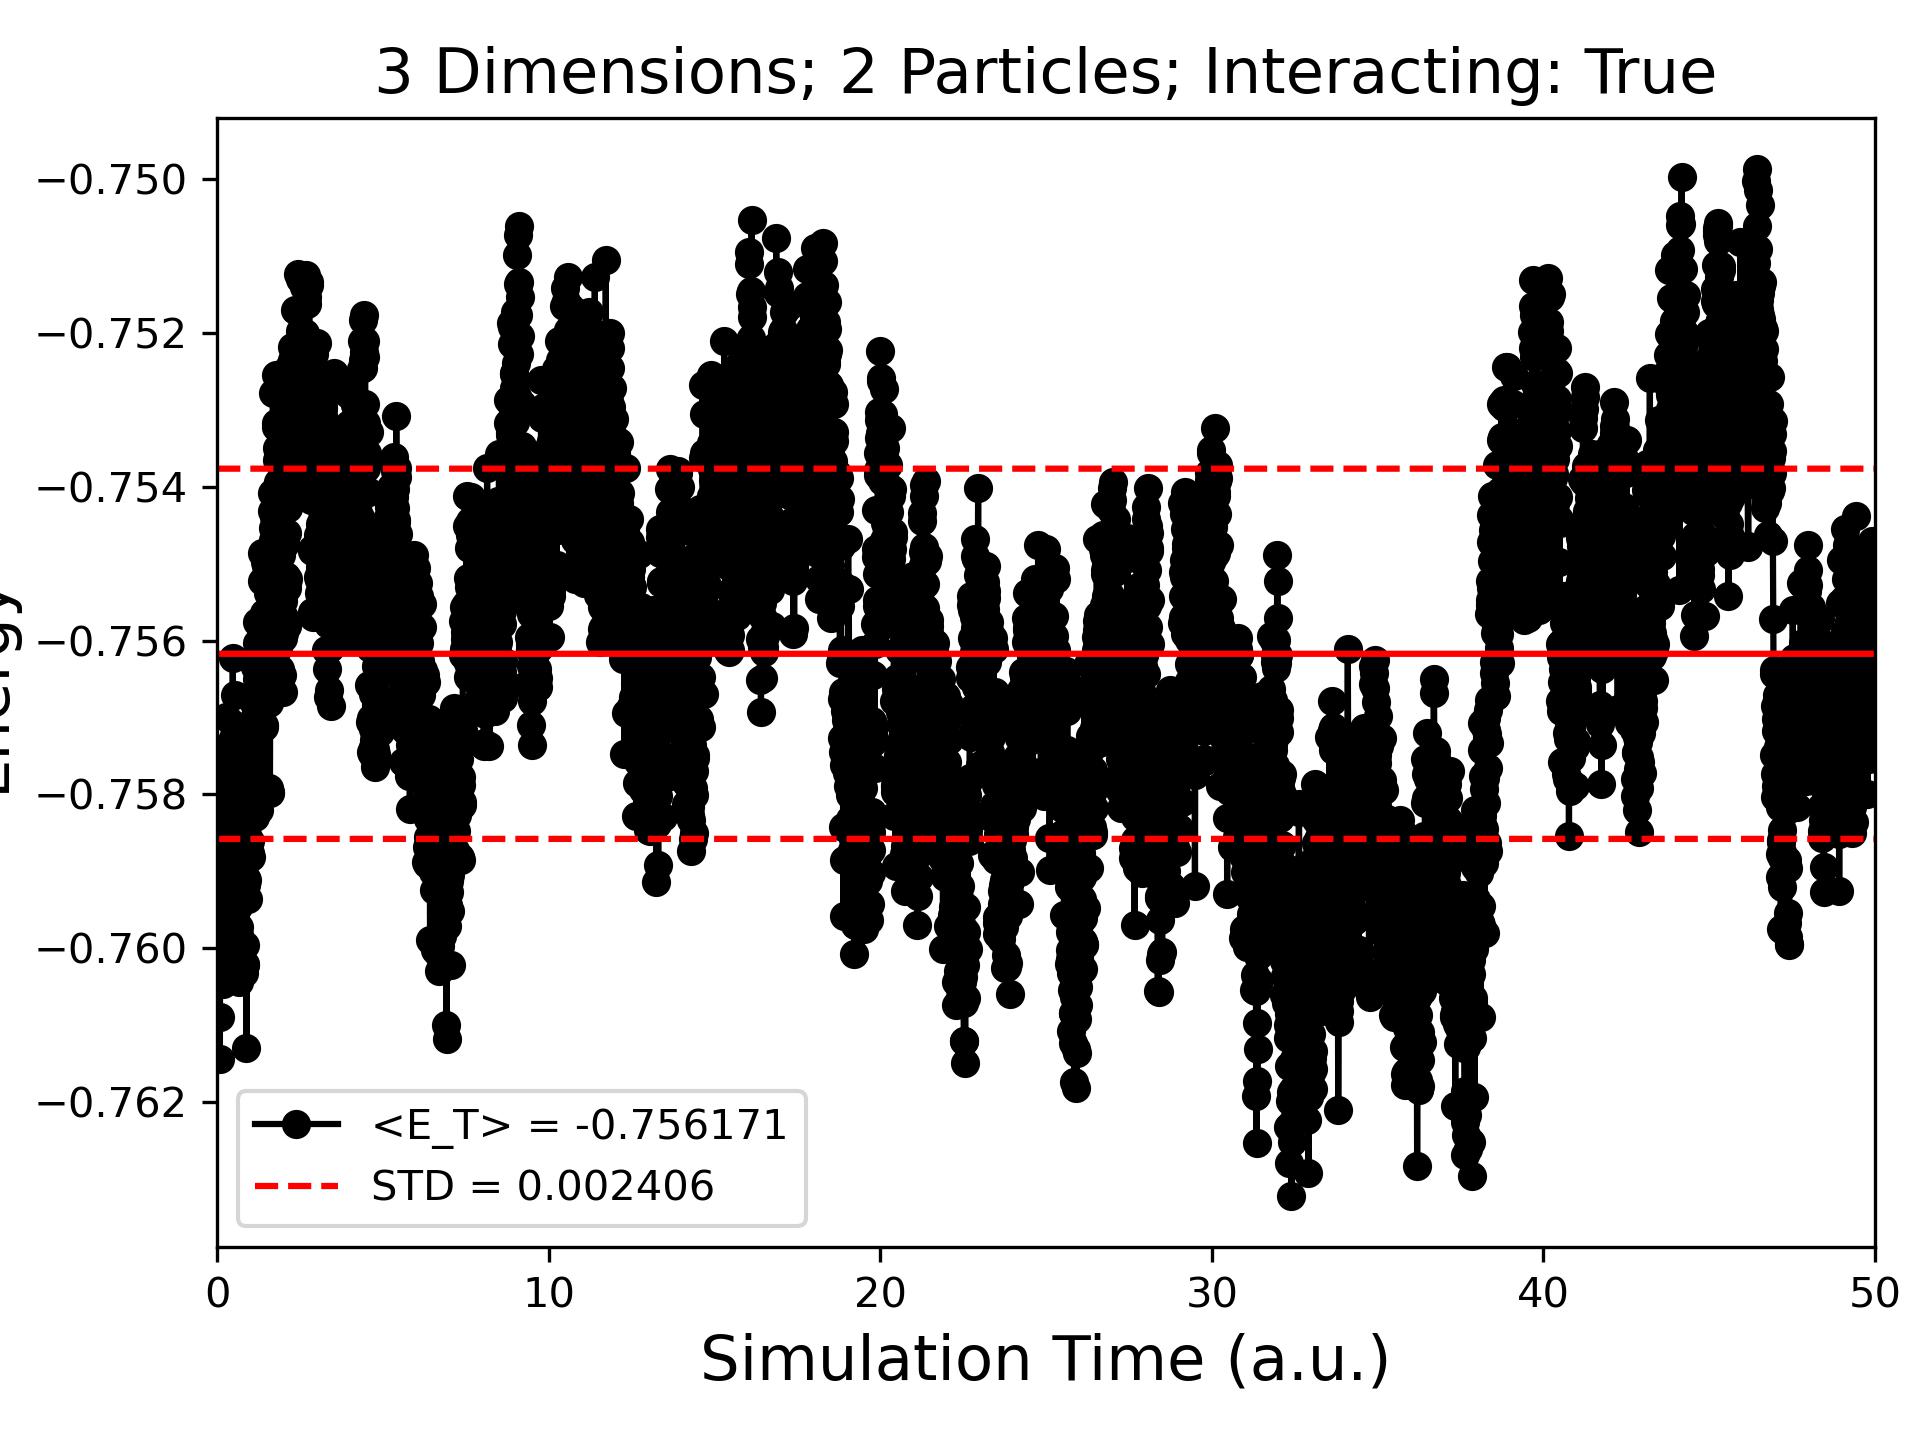 3 Dimensions; 2 Particles; Interacting: True
−0.750
−0.752
−0.754
−0.756
−0.758
−0.760
−0.762
Energy
<E_T> = -0.756171
STD = 0.002406
0 10 20 30 40 50
Simulation Time (a.u.)